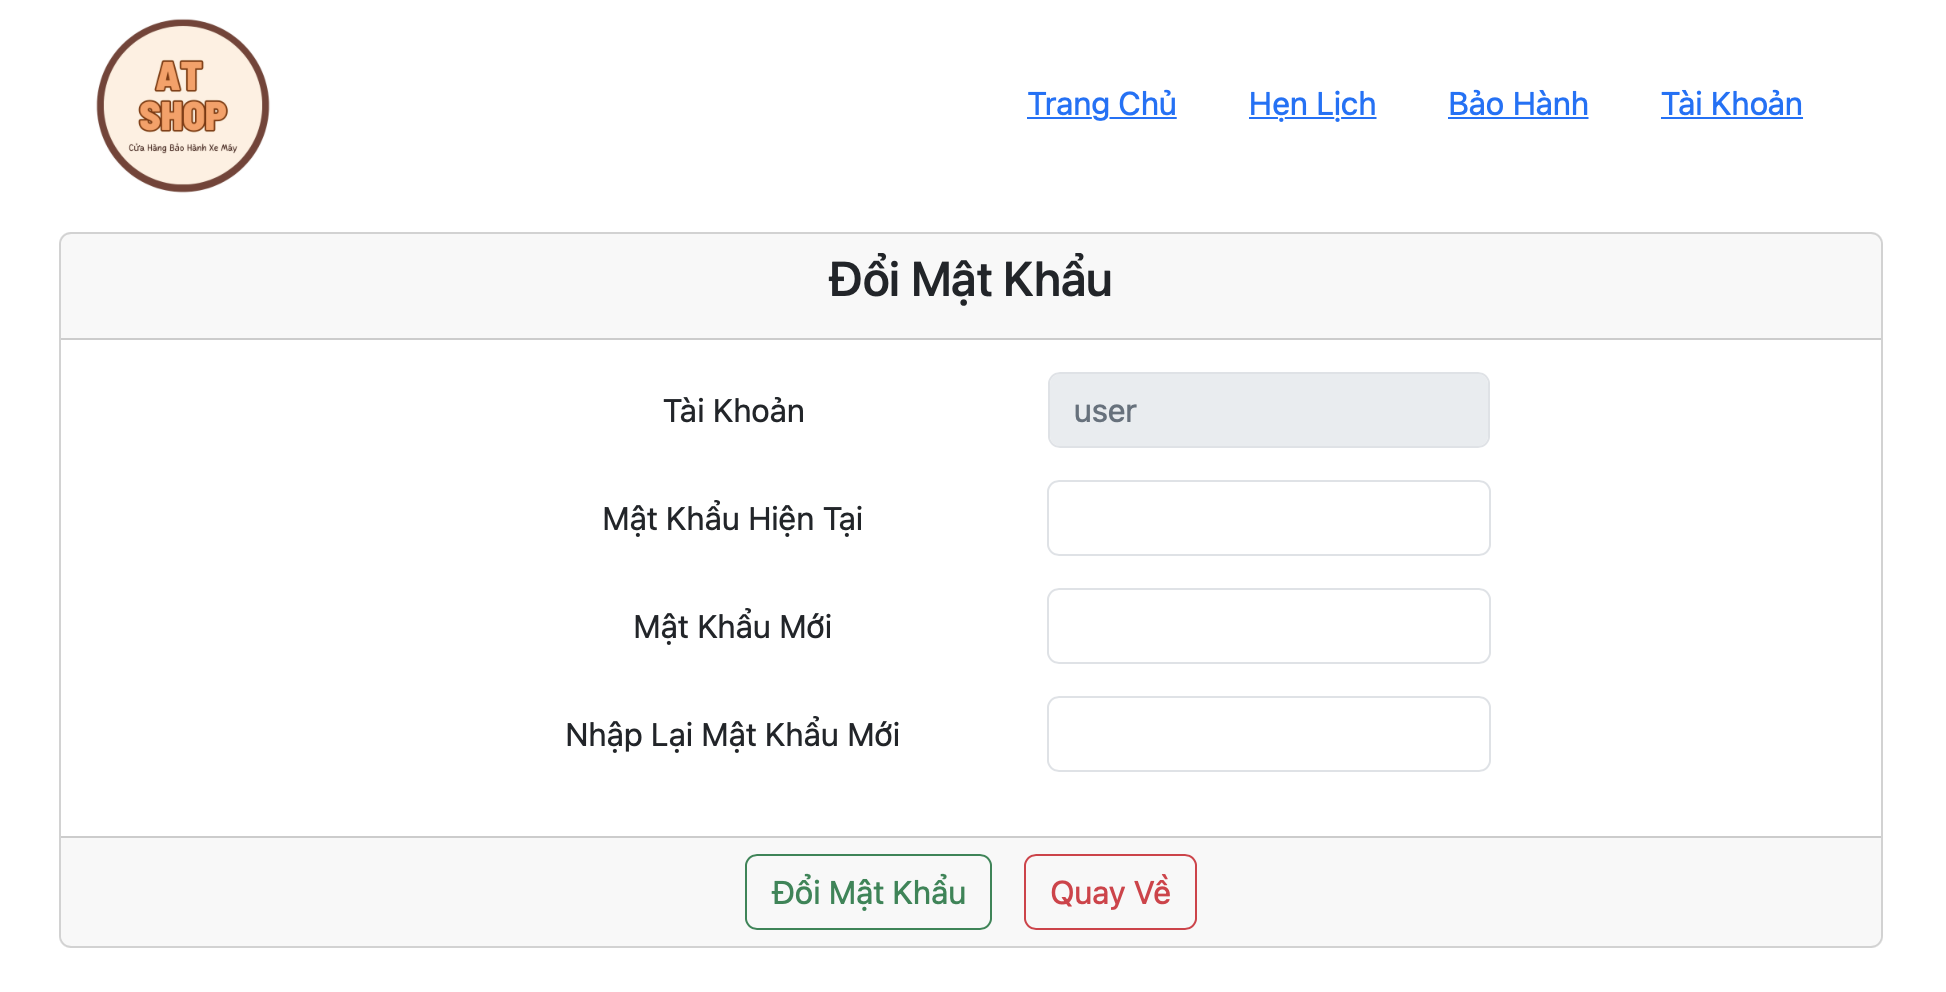 AT
SHOP
Cửa Hàng Bảo Hành Xe Máy
Trang Chủ
Hẹn Lịch
Bảo Hành
Tài Khoản
Đổi Mật Khẩu
Tài Khoản
user
Mật Khẩu Hiện Tại
Mật Khẩu Mới
Nhập Lại Mật Khẩu Mới
Đổi Mật Khẩu
Quay Về